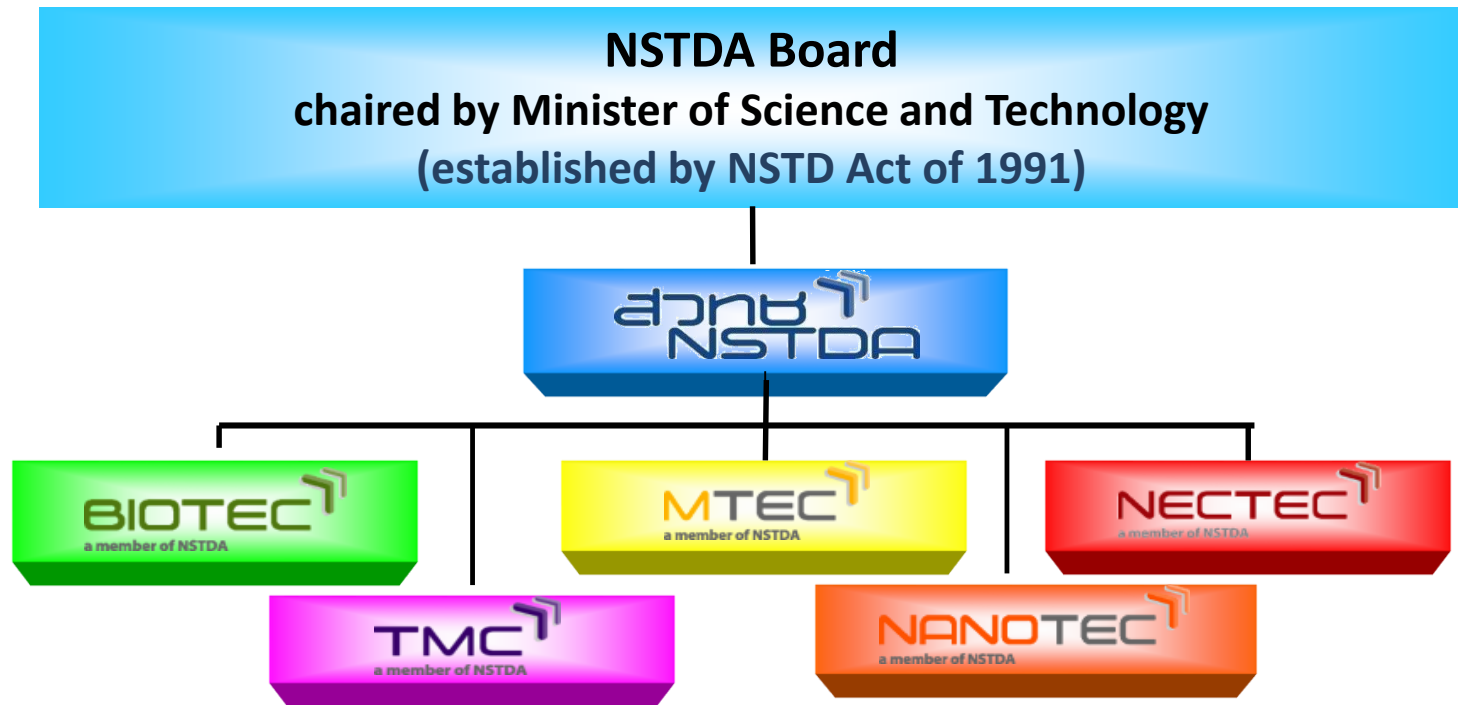 NSTDA Board
chaired by Minister of Science and Technology
(established by NSTD Act of 1991)
สวทช
NSTDA
BIOTEC
a member of NSTDA
MTEC
a member of NSTDA
NECTEC
a member of NSTDA
TMC
a member of NSTDA
NANOTEC
a member of NSTDA